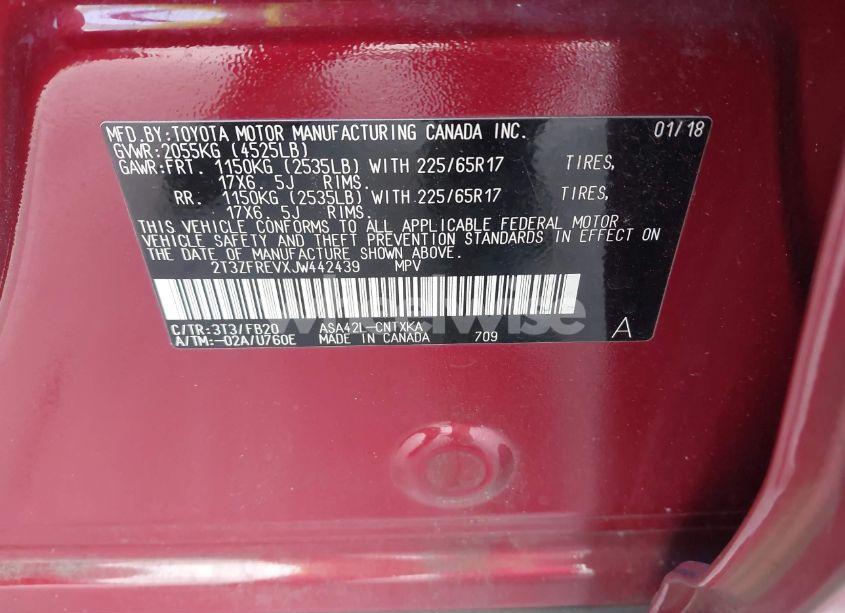 MFD.BY:TOYOTA MOTOR MANUFACTURING CANADA INC. 01/18
GVWR:2055KG (4525LB)
GAWR:FRT. 1150KG (2535LB) WITH 225/65R17 TIRES,
17X6.5J RIMS.
RR. 1150KG (2535LB) WITH 225/65R17 TIRES,
17X6.5J RIMS.
THIS VEHICLE CONFORMS TO ALL APPLICABLE FEDERAL MOTOR
VEHICLE SAFETY AND THEFT PREVENTION STANDARDS IN EFFECT ON
THE DATE OF MANUFACTURE SHOWN ABOVE.
2T3ZFREVXJW442439 MPV
wheelwise
C/TR:3T3/FB20 ASA42L-CNTXKA
A/TM:-02A/U760E MADE IN CANADA 709 A